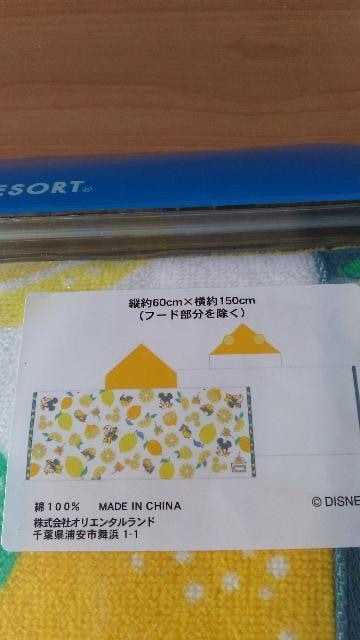 ESORT®
縦約60cm×横約150cm
(フード部分を除く)
綿100% MADE IN CHINA
© DISNE
株式会社オリエンタルランド
千葉県浦安市舞浜 1-1